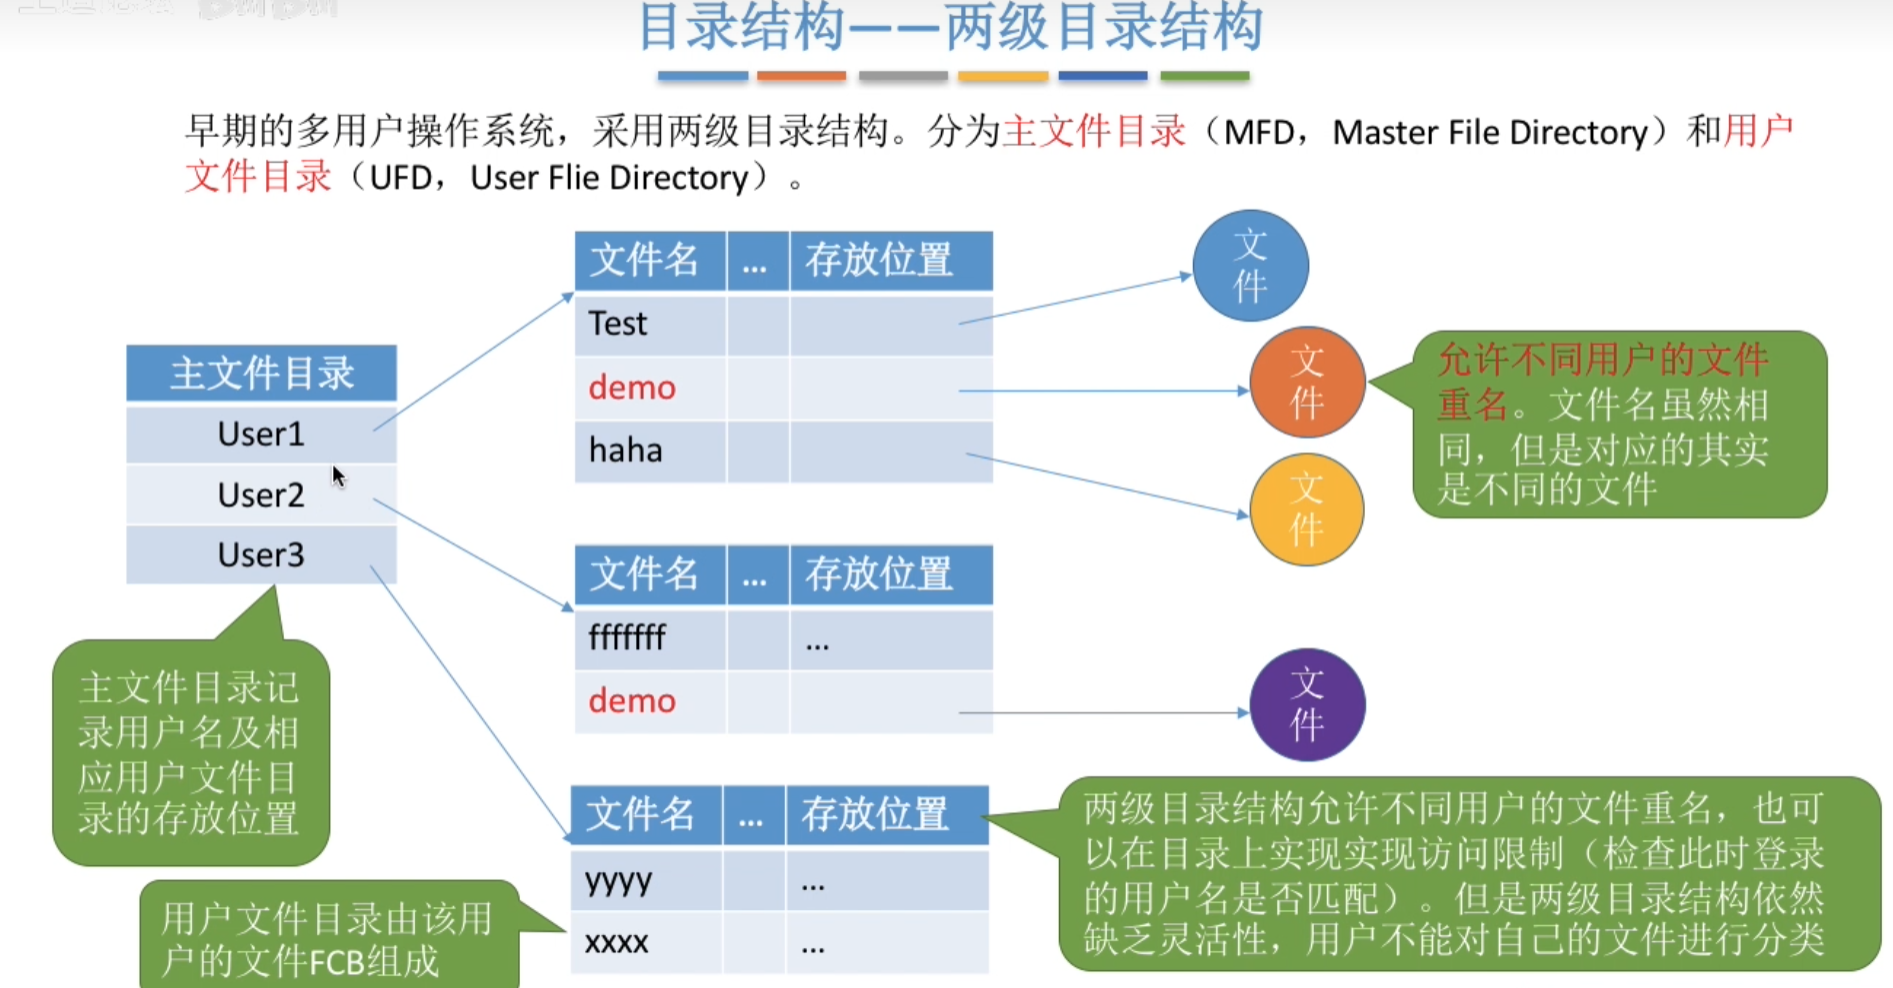 目录结构——两级目录结构
早期的多用户操作系统，采用两级目录结构。分为主文件目录（MFD，Master File Directory）和用户
文件目录（UFD，User Flie Directory）。
主文件目录
User1
User2
User3
文件名 ... 存放位置
Test
demo
haha
文件名 ... 存放位置
fffffff ...
demo
文件名 ... 存放位置
yyyy ...
xxxx ...
文
件
文
件
文
件
文
件
允许不同用户的文件
重名。文件名虽然相
同，但是对应的其实
是不同的文件
主文件目录记
录用户名及相
应用户文件目
录的存放位置
用户文件目录由该用
户的文件FCB组成
两级目录结构允许不同用户的文件重名，也可
以在目录上实现实现访问限制（检查此时登录
的用户名是否匹配）。但是两级目录结构依然
缺乏灵活性，用户不能对自己的文件进行分类